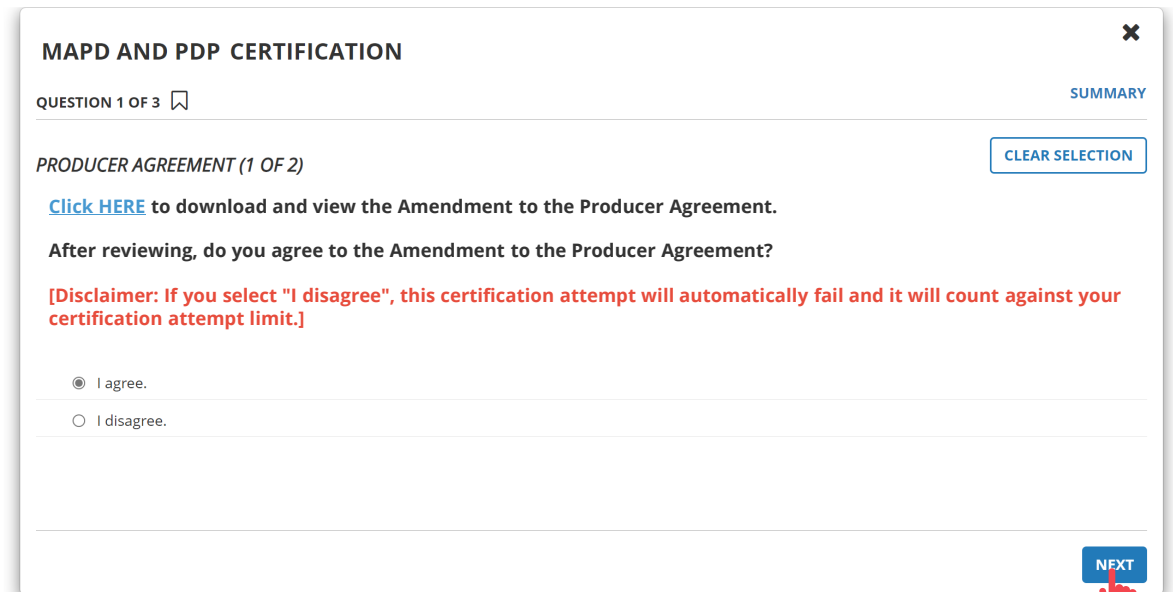 MAPD AND PDP CERTIFICATION
QUESTION 1 OF 3
SUMMARY
PRODUCER AGREEMENT (1 OF 2)
CLEAR SELECTION
Click HERE to download and view the Amendment to the Producer Agreement.
After reviewing, do you agree to the Amendment to the Producer Agreement?
[Disclaimer: If you select "I disagree", this certification attempt will automatically fail and it will count against your
certification attempt limit.]
I agree.
I disagree.
NEXT